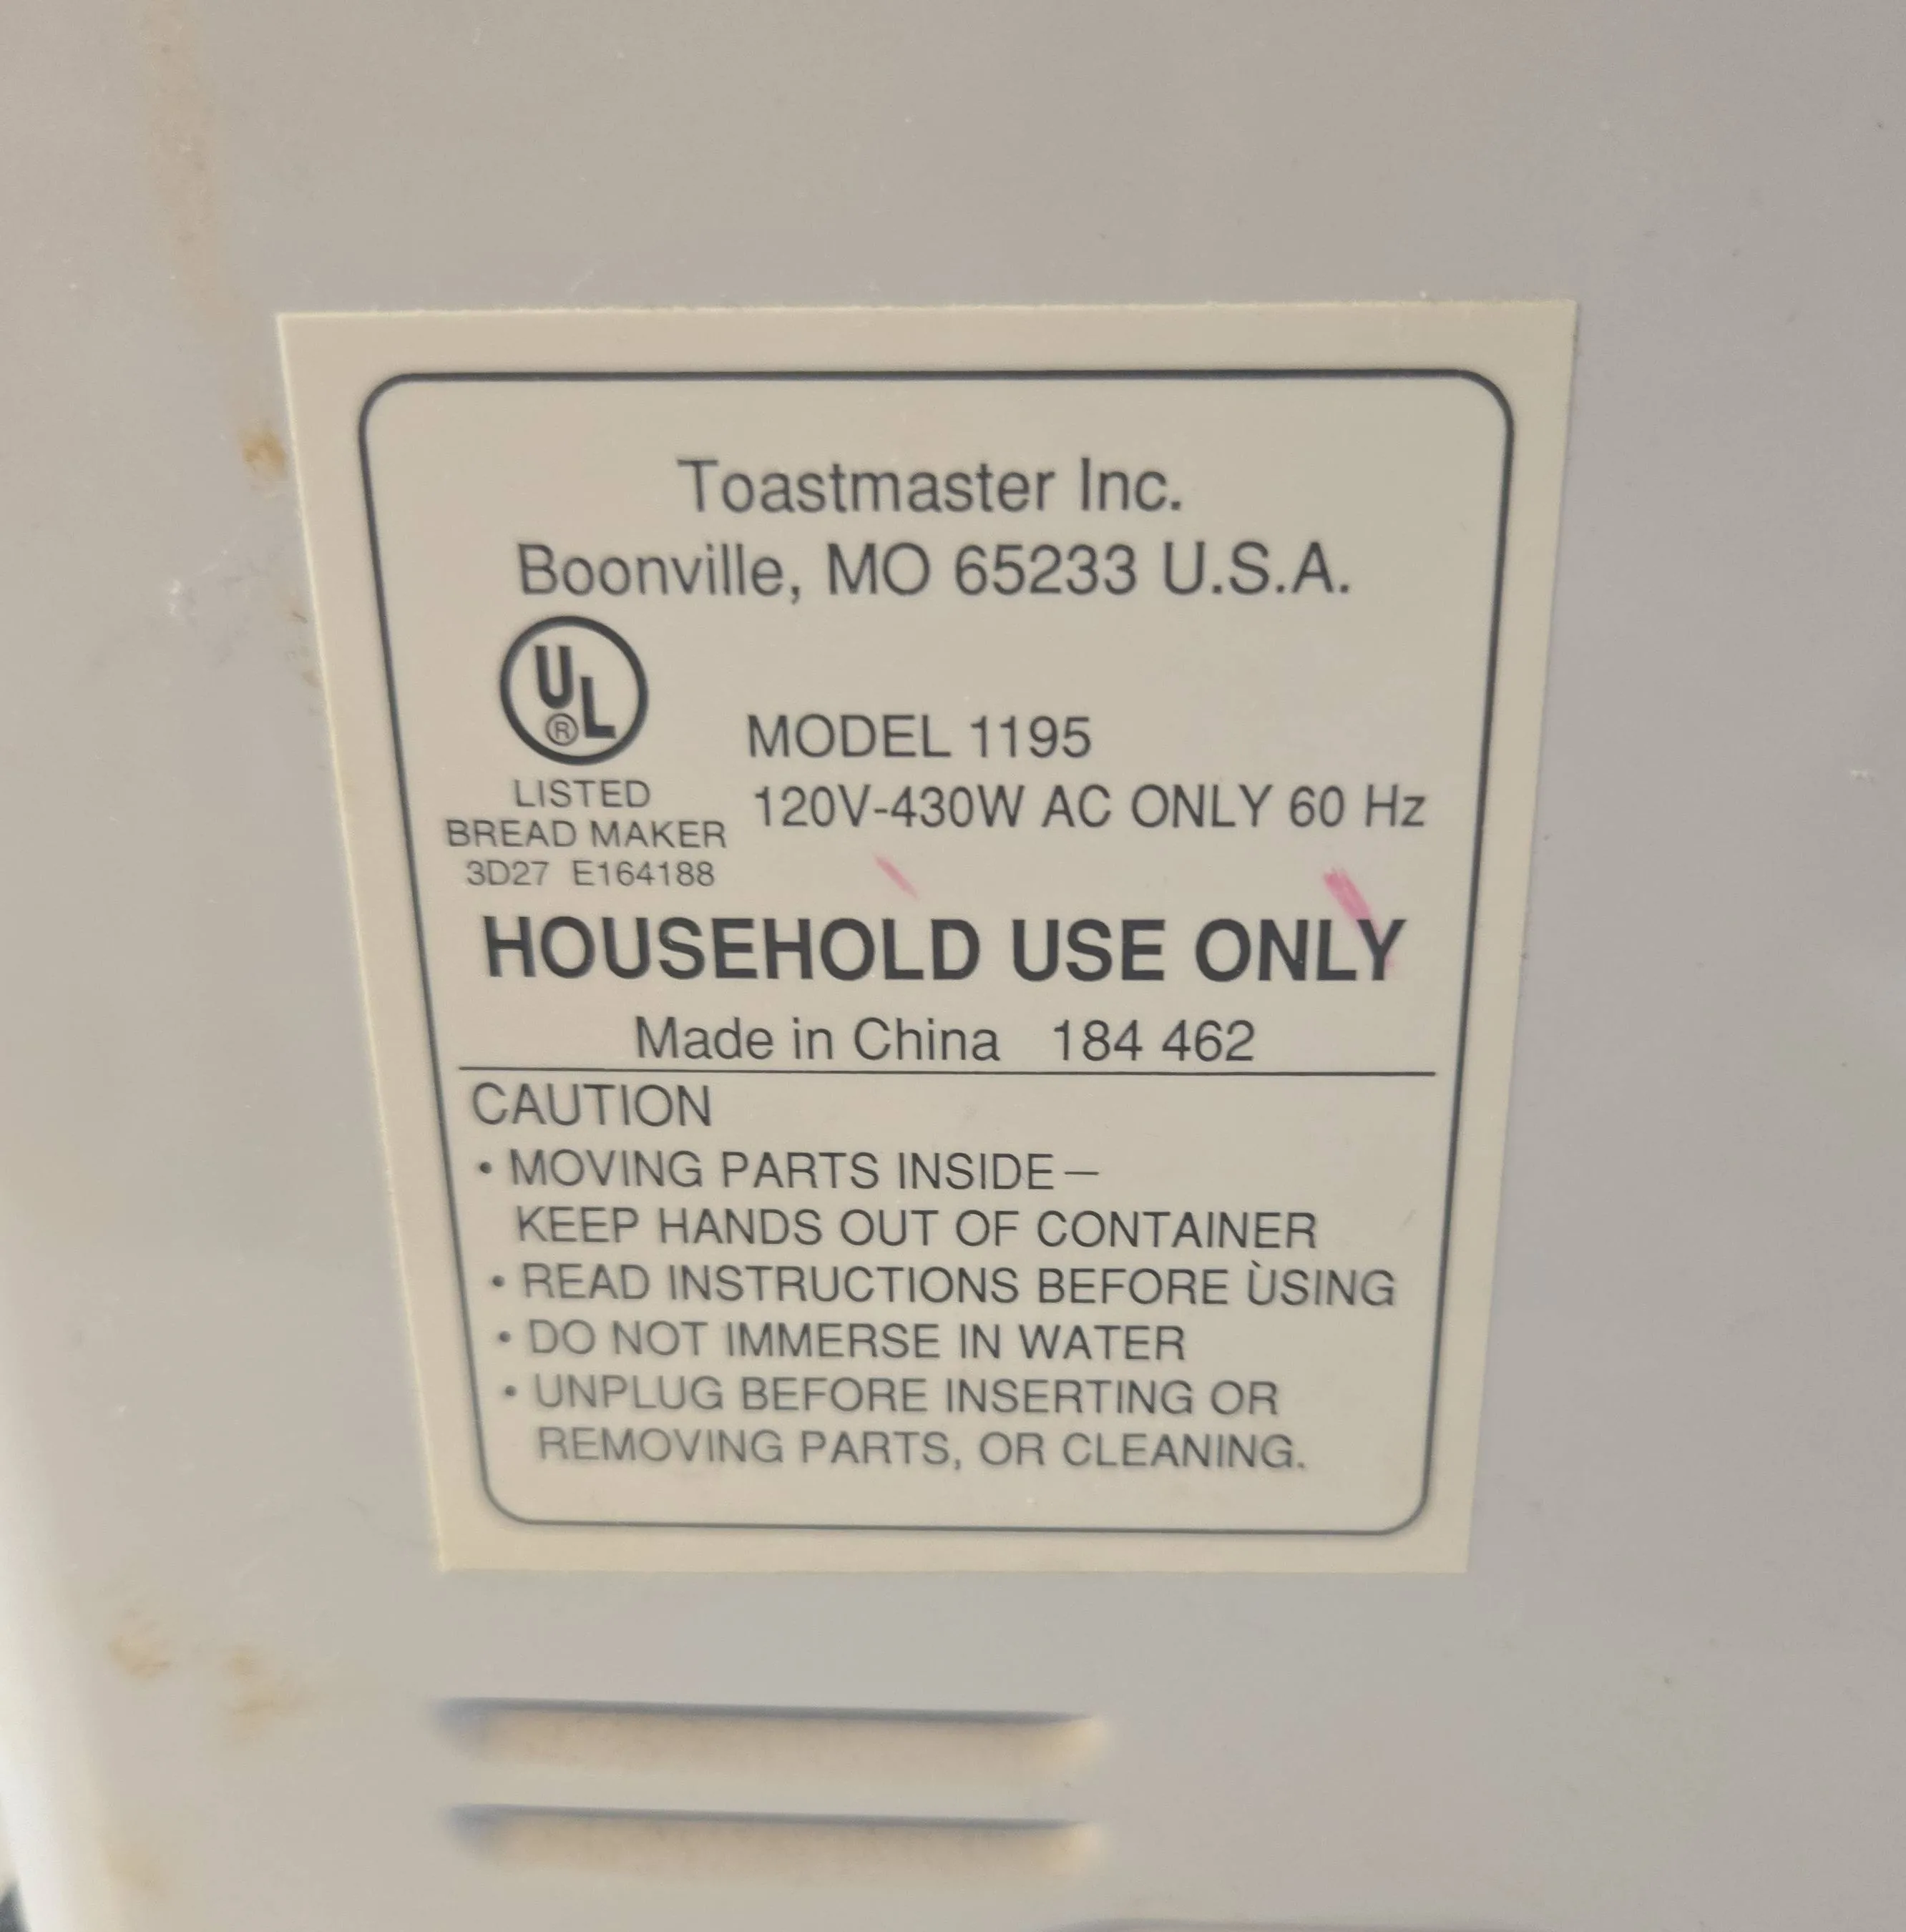 Toastmaster Inc.
Boonville, MO 65233 U.S.A.
UL
®
LISTED
BREAD MAKER
3D27 E164188
MODEL 1195
120V-430W AC ONLY 60 Hz
HOUSEHOLD USE ONLY
Made in China 184 462
CAUTION
• MOVING PARTS INSIDE—
KEEP HANDS OUT OF CONTAINER
• READ INSTRUCTIONS BEFORE USING
• DO NOT IMMERSE IN WATER
• UNPLUG BEFORE INSERTING OR
REMOVING PARTS, OR CLEANING.